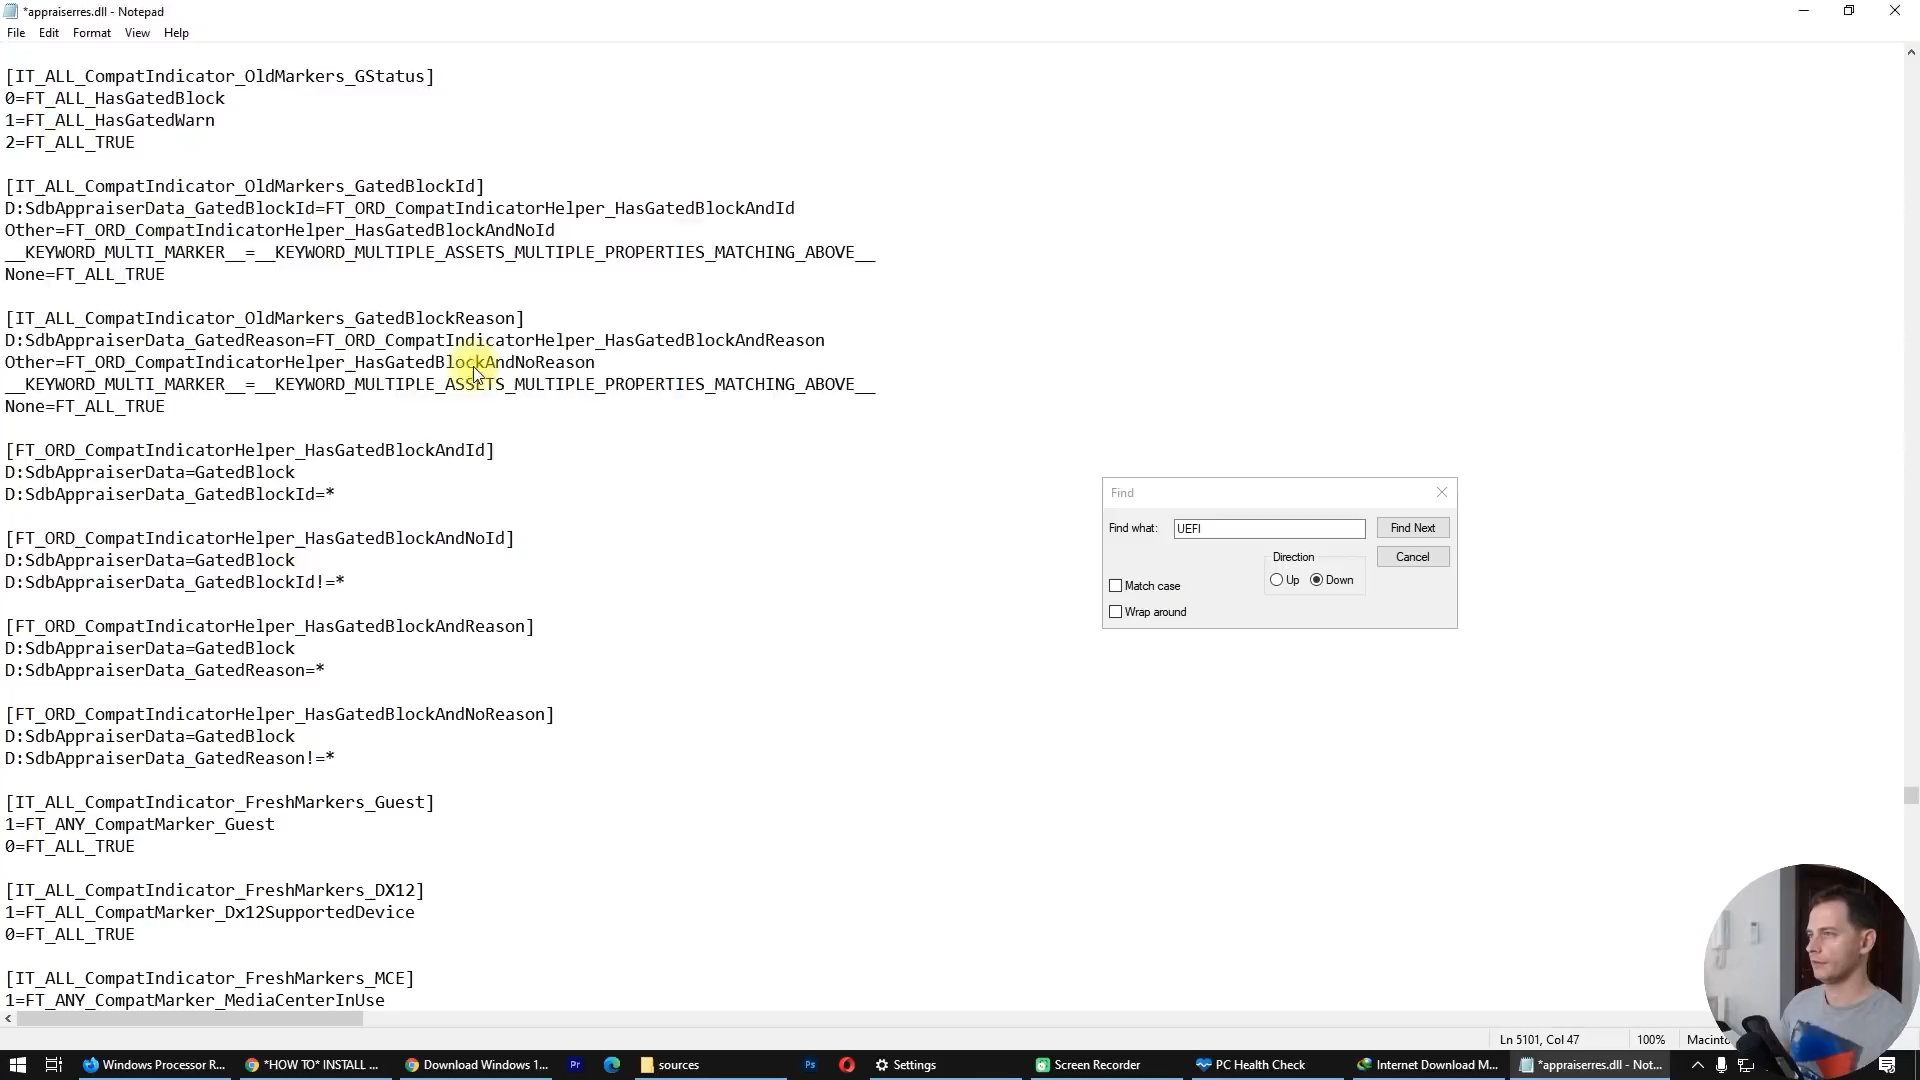 *appraiserres.dll - Notepad
File Edit Format View Help
[IT_ALL_CompatIndicator_OldMarkers_GStatus]
0=FT_ALL_HasGatedBlock
1=FT_ALL_HasGatedWarn
2=FT_ALL_TRUE
[IT_ALL_CompatIndicator_OldMarkers_GatedBlockId]
D:SdbAppraiserData_GatedBlockId=FT_ORD_CompatIndicatorHelper_HasGatedBlockAndId
Other=FT_ORD_CompatIndicatorHelper_HasGatedBlockAndNoId
__KEYWORD_MULTI_MARKER__=__KEYWORD_MULTIPLE_ASSETS_MULTIPLE_PROPERTIES_MATCHING_ABOVE__
None=FT_ALL_TRUE
[IT_ALL_CompatIndicator_OldMarkers_GatedBlockReason]
D:SdbAppraiserData_GatedReason=FT_ORD_CompatIndicatorHelper_HasGatedBlockAndReason
Other=FT_ORD_CompatIndicatorHelper_HasGatedBlockAndNoReason
__KEYWORD_MULTI_MARKER__=__KEYWORD_MULTIPLE_ASSETS_MULTIPLE_PROPERTIES_MATCHING_ABOVE__
None=FT_ALL_TRUE
[FT_ORD_CompatIndicatorHelper_HasGatedBlockAndId]
D:SdbAppraiserData=GatedBlock
D:SdbAppraiserData_GatedBlockId=*
[FT_ORD_CompatIndicatorHelper_HasGatedBlockAndNoId]
D:SdbAppraiserData=GatedBlock
D:SdbAppraiserData_GatedBlockId!=*
[FT_ORD_CompatIndicatorHelper_HasGatedBlockAndReason]
D:SdbAppraiserData=GatedBlock
D:SdbAppraiserData_GatedReason=*
[FT_ORD_CompatIndicatorHelper_HasGatedBlockAndNoReason]
D:SdbAppraiserData=GatedBlock
D:SdbAppraiserData_GatedReason!=*
[IT_ALL_CompatIndicator_FreshMarkers_Guest]
1=FT_ANY_CompatMarker_Guest
0=FT_ALL_TRUE
[IT_ALL_CompatIndicator_FreshMarkers_DX12]
1=FT_ALL_CompatMarker_Dx12SupportedDevice
0=FT_ALL_TRUE
[IT_ALL_CompatIndicator_FreshMarkers_MCE]
1=FT_ANY_CompatMarker_MediaCenterInUse
Find
Find what: UEFI Find Next
Direction Cancel
Up Down
Match case
Wrap around
Ln 5101, Col 47 100% Macinto
Windows Processor R... *HOW TO* INSTALL ... Download Windows 1... Pr sources Ps Settings Screen Recorder PC Health Check Internet Download M... *appraiserres.dll - Not...